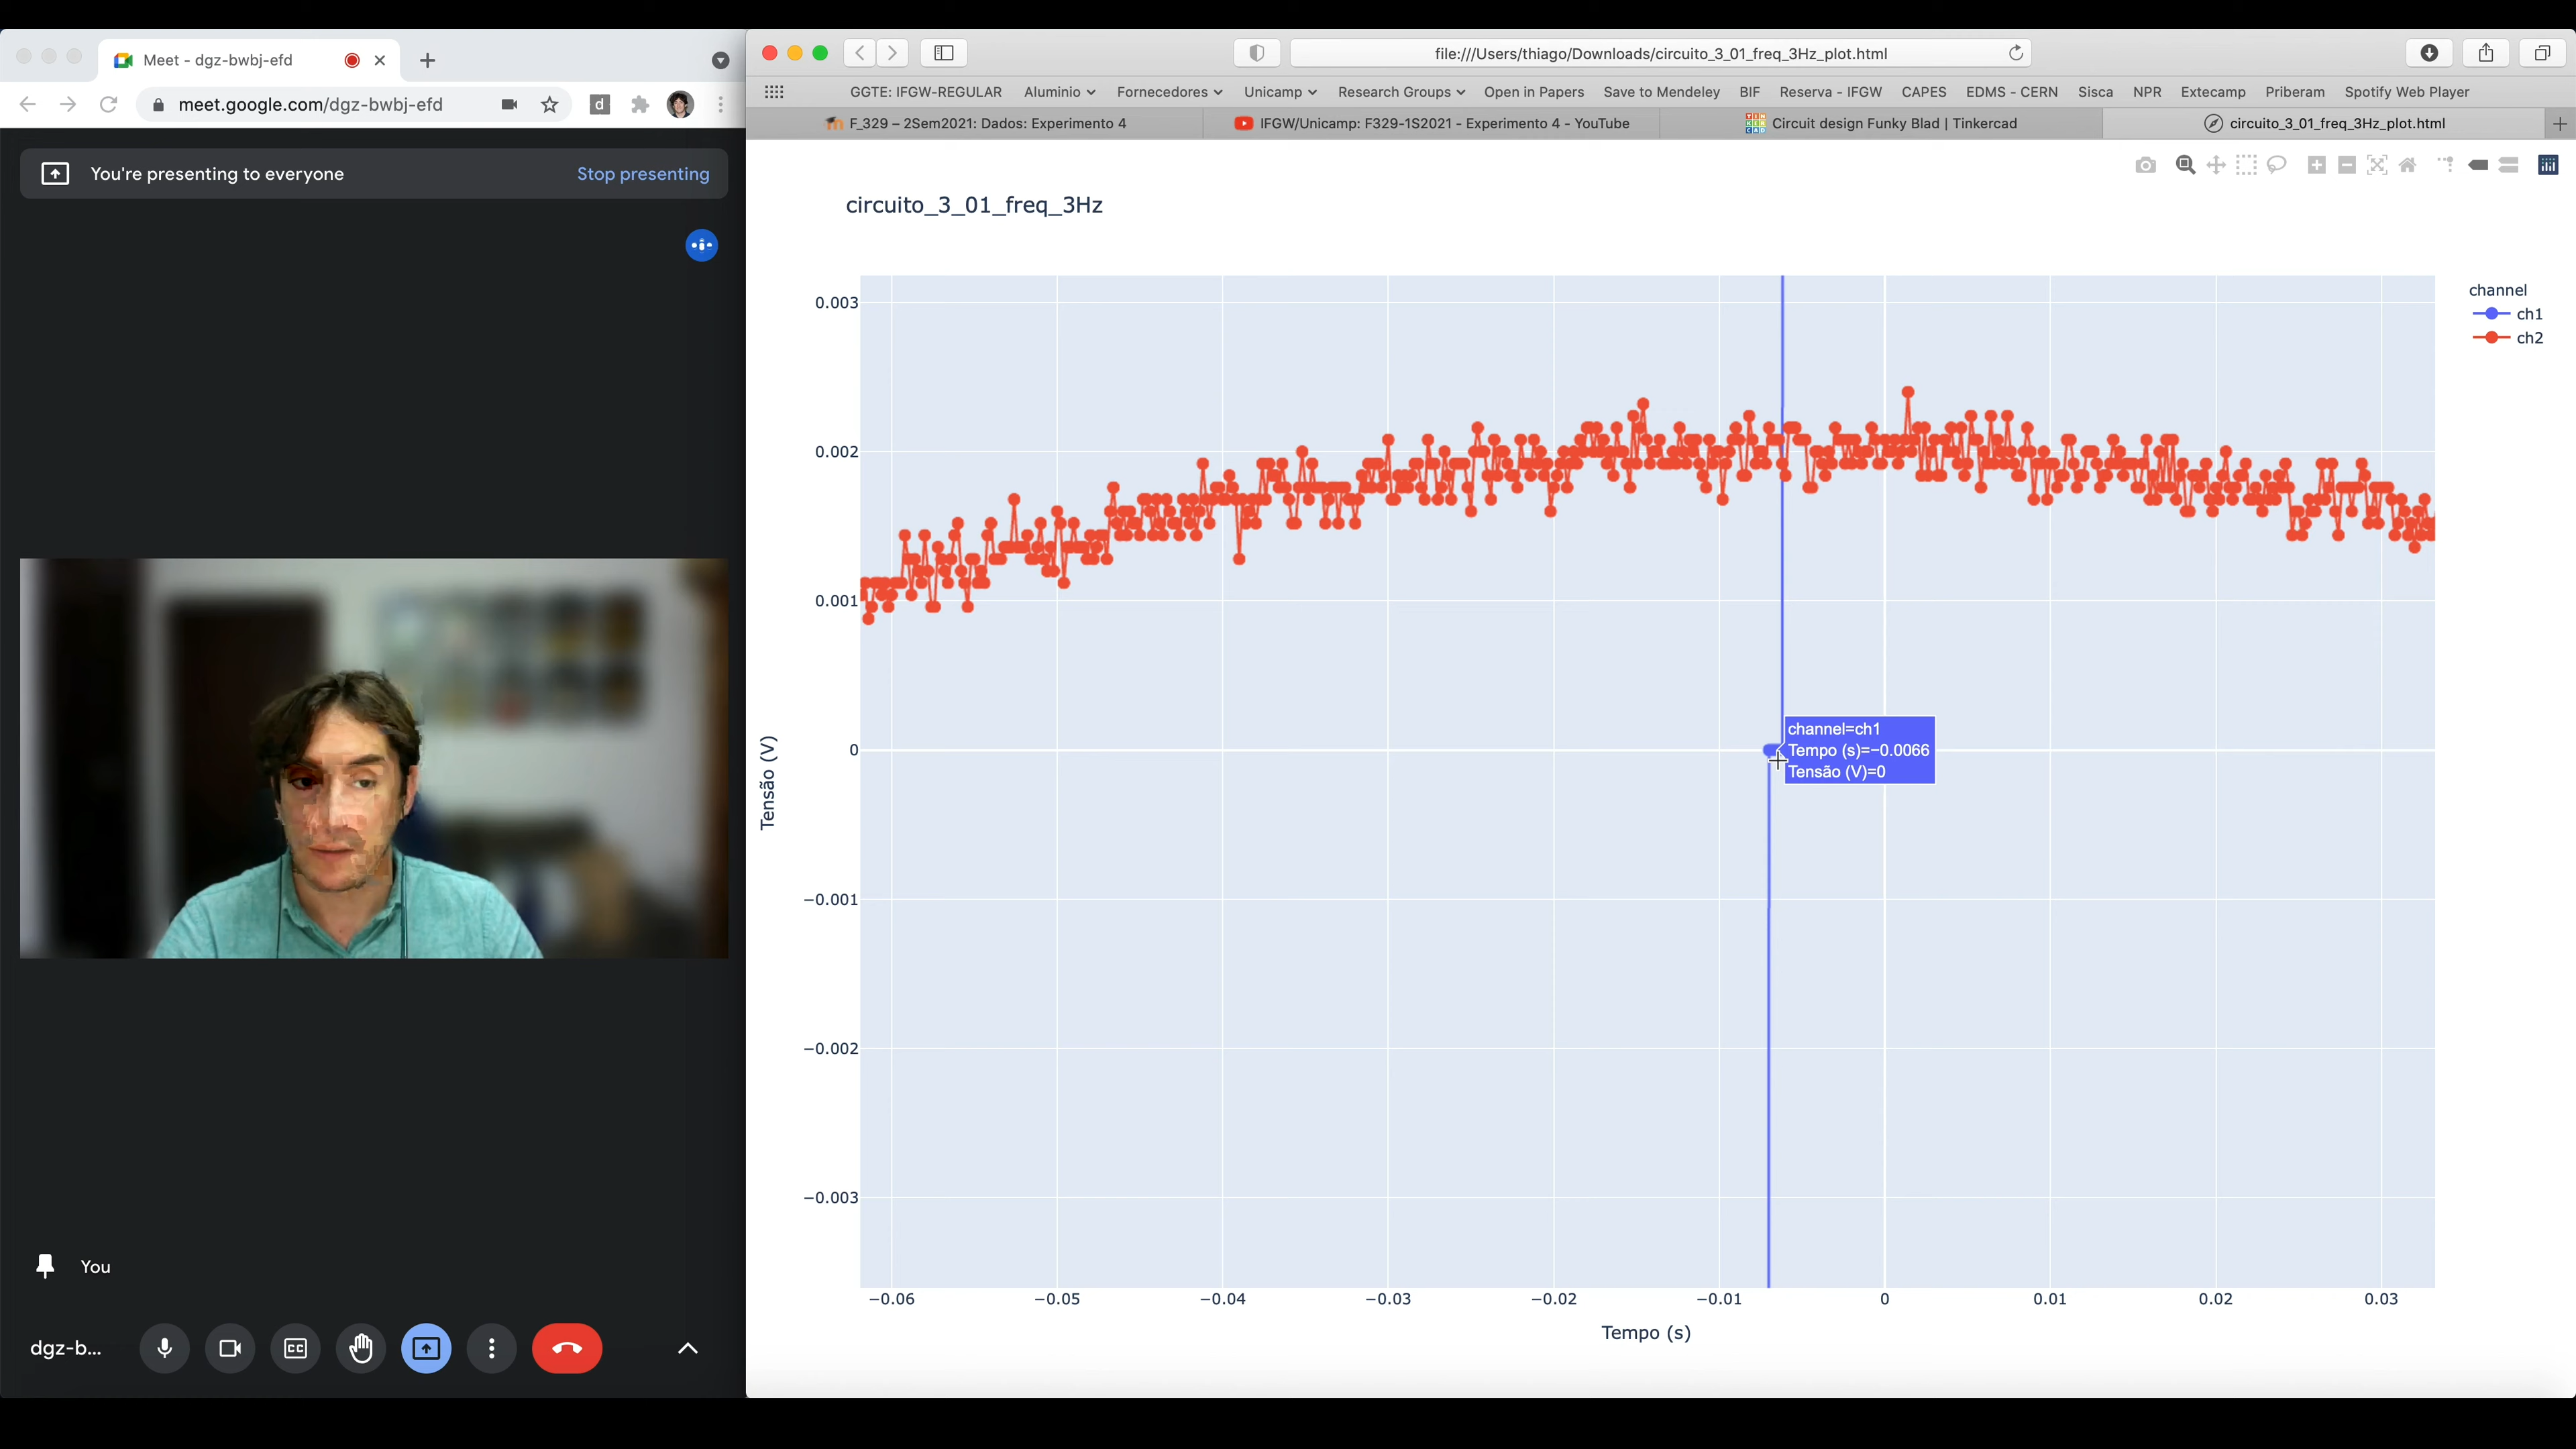 Meet - dgz-bwbj-efd
meet.google.com/dgz-bwbj-efd
You're presenting to everyone
Stop presenting
You
dgz-b...
CC
file:///Users/thiago/Downloads/circuito_3_01_freq_3Hz_plot.html
GGTE: IFGW-REGULAR Aluminio Fornecedores Unicamp Research Groups Open in Papers Save to Mendeley BIF Reserva - IFGW CAPES EDMS - CERN Sisca NPR Extecamp Priberam Spotify Web Player
F_329 – 2Sem2021: Dados: Experimento 4
IFGW/Unicamp: F329-1S2021 - Experimento 4 - YouTube
Circuit design Funky Blad | Tinkercad
circuito_3_01_freq_3Hz_plot.html
circuito_3_01_freq_3Hz
channel
ch1
ch2
0.003
0.002
0.001
0
−0.001
−0.002
−0.003
Tensão (V)
channel=ch1
Tempo (s)=−0.0066
Tensão (V)=0
−0.06 −0.05 −0.04 −0.03 −0.02 −0.01 0 0.01 0.02 0.03
Tempo (s)